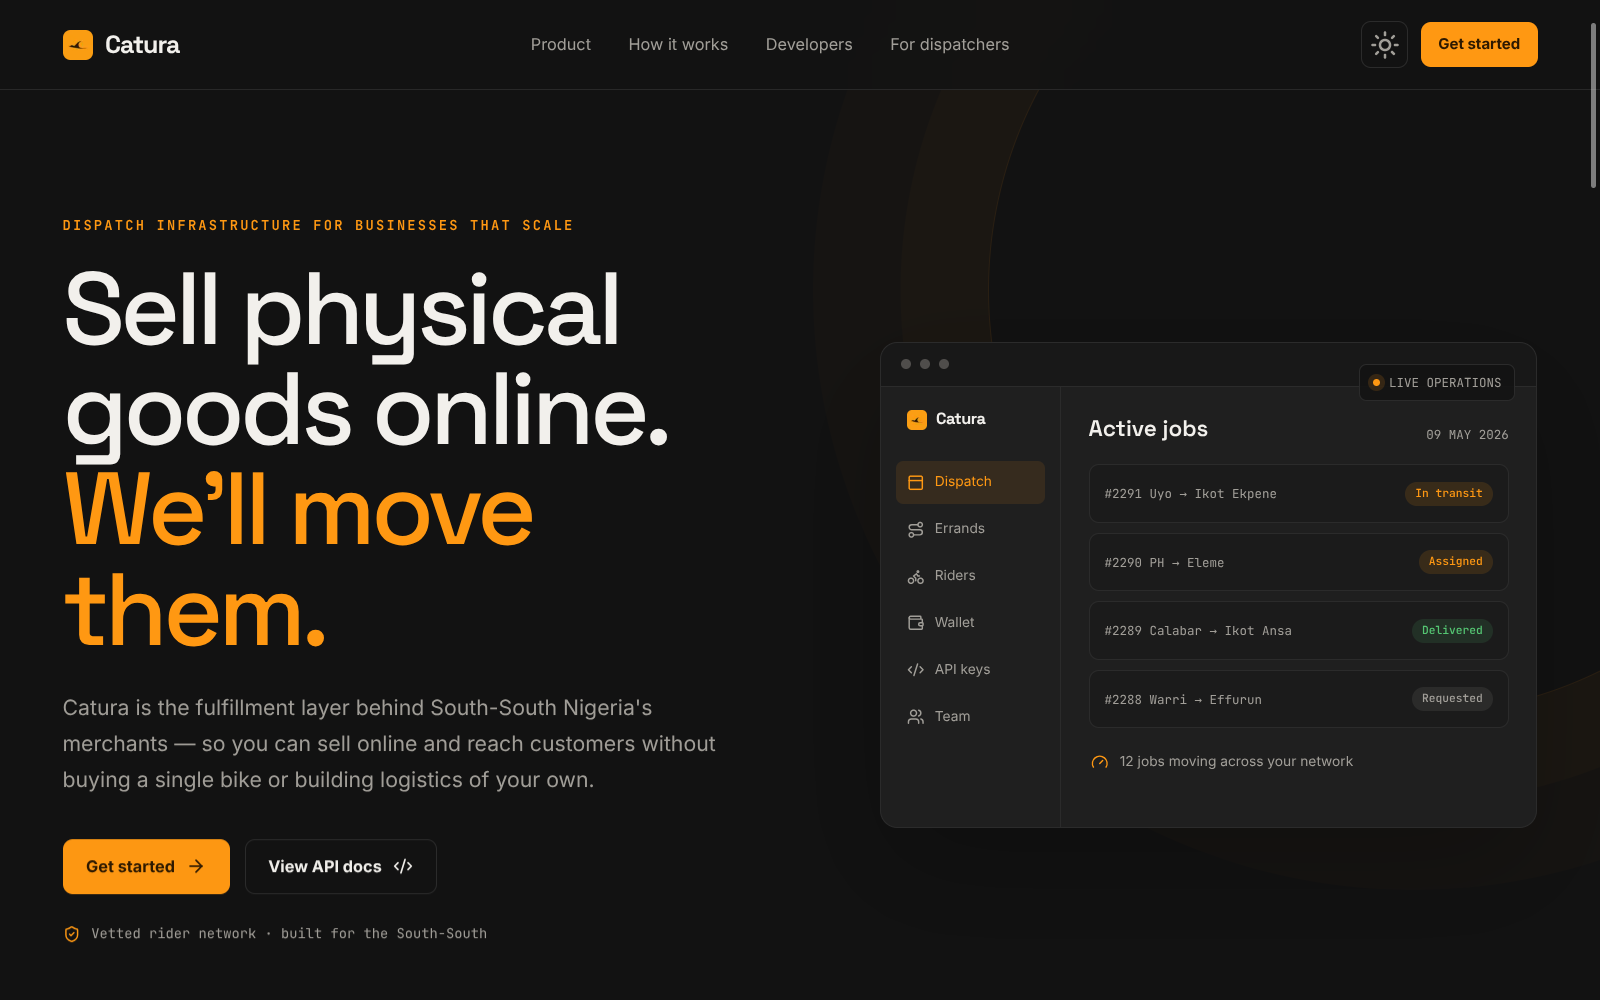 Catura
Product
How it works
Developers
For dispatchers
Get started
DISPATCH INFRASTRUCTURE FOR BUSINESSES THAT SCALE
Sell physical
goods online.
We’ll move
them.
Catura is the fulfillment layer behind South-South Nigeria's
merchants — so you can sell online and reach customers without
buying a single bike or building logistics of your own.
Get started
View API docs
Vetted rider network · built for the South-South
LIVE OPERATIONS
Catura
Dispatch
Errands
Riders
Wallet
API keys
Team
Active jobs
09 MAY 2026
#2291 Uyo → Ikot Ekpene
In transit
#2290 PH → Eleme
Assigned
#2289 Calabar → Ikot Ansa
Delivered
#2288 Warri → Effurun
Requested
12 jobs moving across your network